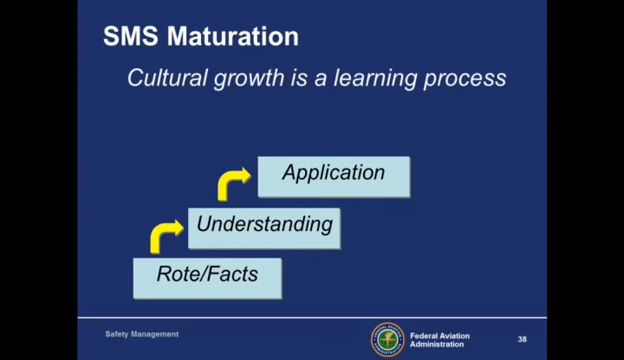 SMS Maturation
Cultural growth is a learning process
Application
Understanding
Rote/Facts
Safety Management
Federal Aviation
Administration
38